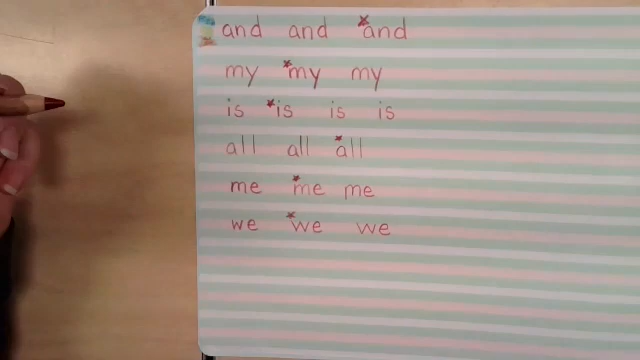 and and *and
my *my my
is *is is is
all all *all
me *me me
we *we we